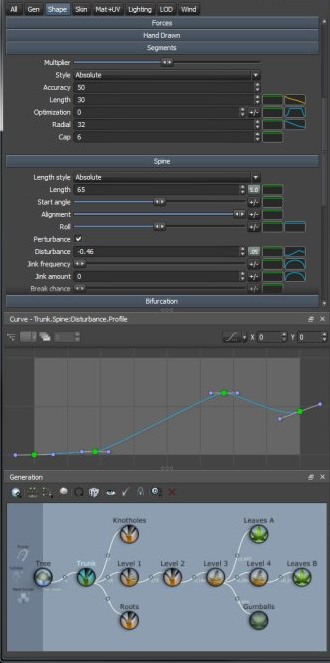 All Gen Shape Skin Mat+UV Lighting LOD Wind
Forces
Hand Drawn
Segments
Multiplier
Style Absolute
Accuracy 50
Length 30
Optimization 0 +/-
Radial 32
Cap 6
Spine
Length style Absolute
Length 65 5.0
Start angle +/-
Alignment +/-
Roll +/-
Perturbance
Disturbance -0.46 .05
Jink frequency +/-
Jink amount 0 +/-
Break chance +/-
Bifurcation
Curve - Trunk.Spine:Disturbance.Profile
X 0 Y 0
Generation
Knotholes Leaves A
Tree Trunk Level 1 Level 2 Level 3 Level 4 Leaves B
Roots Gumballs